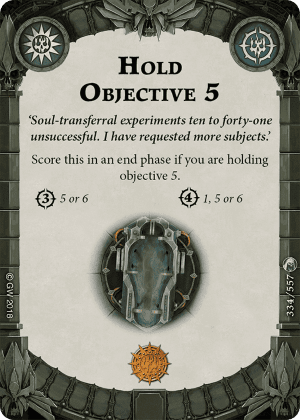 Hold
Objective 5
'Soul-transferral experiments ten to forty-one
unsuccessful. I have requested more subjects.'
Score this in an end phase if you are holding
objective 5.
3 5 or 6 4 1, 5 or 6
© GW 2018
334/557